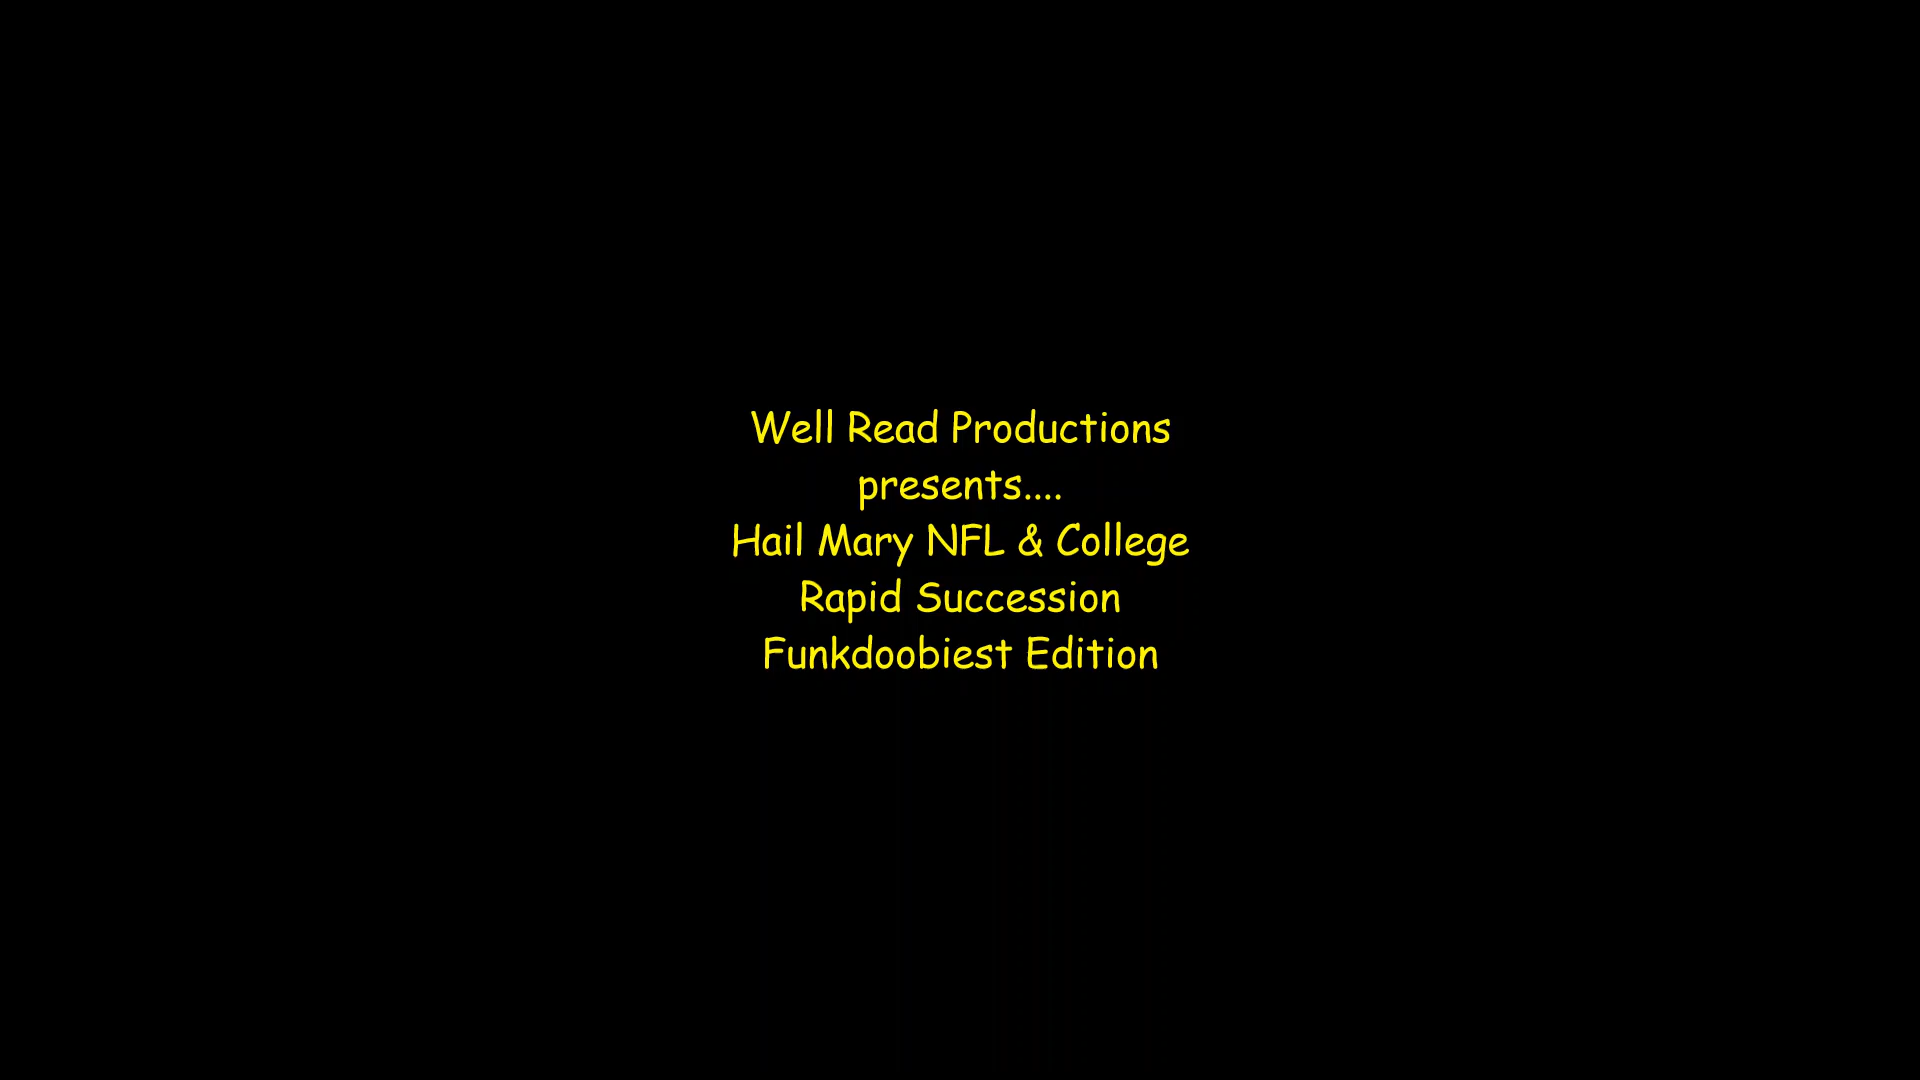 Well Read Productions
presents....
Hail Mary NFL & College
Rapid Succession
Funkdoobiest Edition